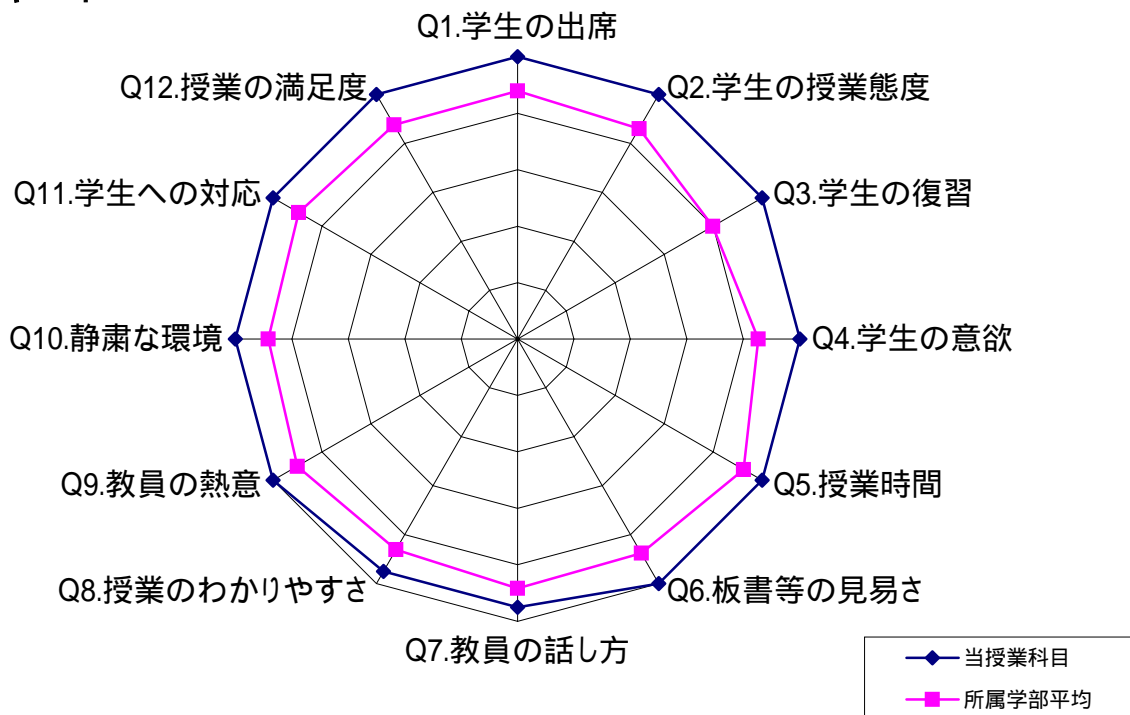 Q1.学生の出席
Q2.学生の授業態度
Q3.学生の復習
Q4.学生の意欲
Q5.授業時間
Q6.板書等の見易さ
Q7.教員の話し方
Q8.授業のわかりやすさ
Q9.教員の熱意
Q10.静粛な環境
Q11.学生への対応
Q12.授業の満足度
当授業科目
所属学部平均